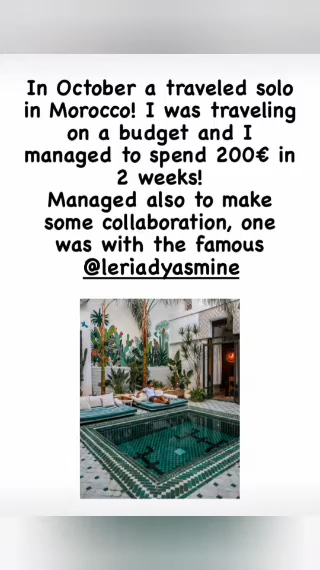 In October a traveled solo
in Morocco! I was traveling
on a budget and I
managed to spend 200€ in
2 weeks!
Managed also to make
some collaboration, one
was with the famous
@leriadyasmine